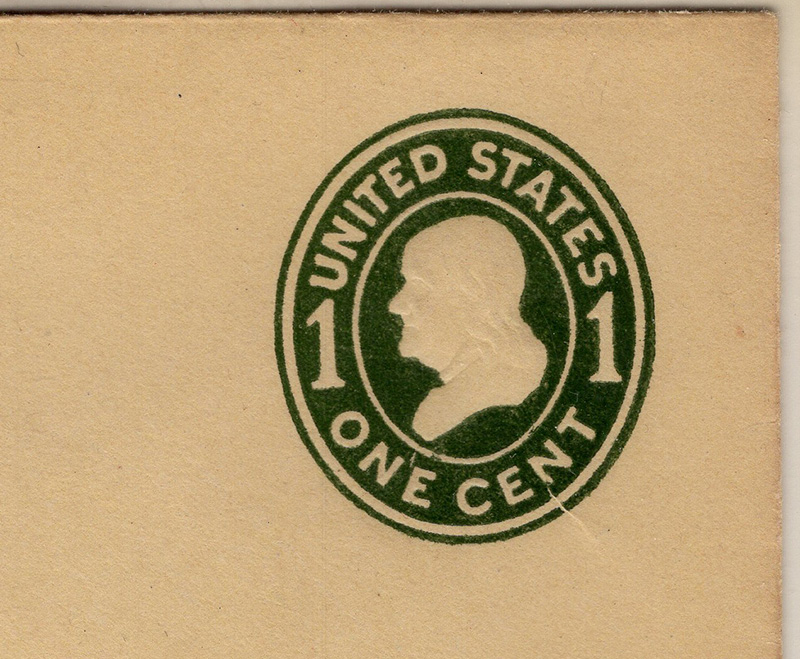 UNITED STATES
1 1
ONE CENT